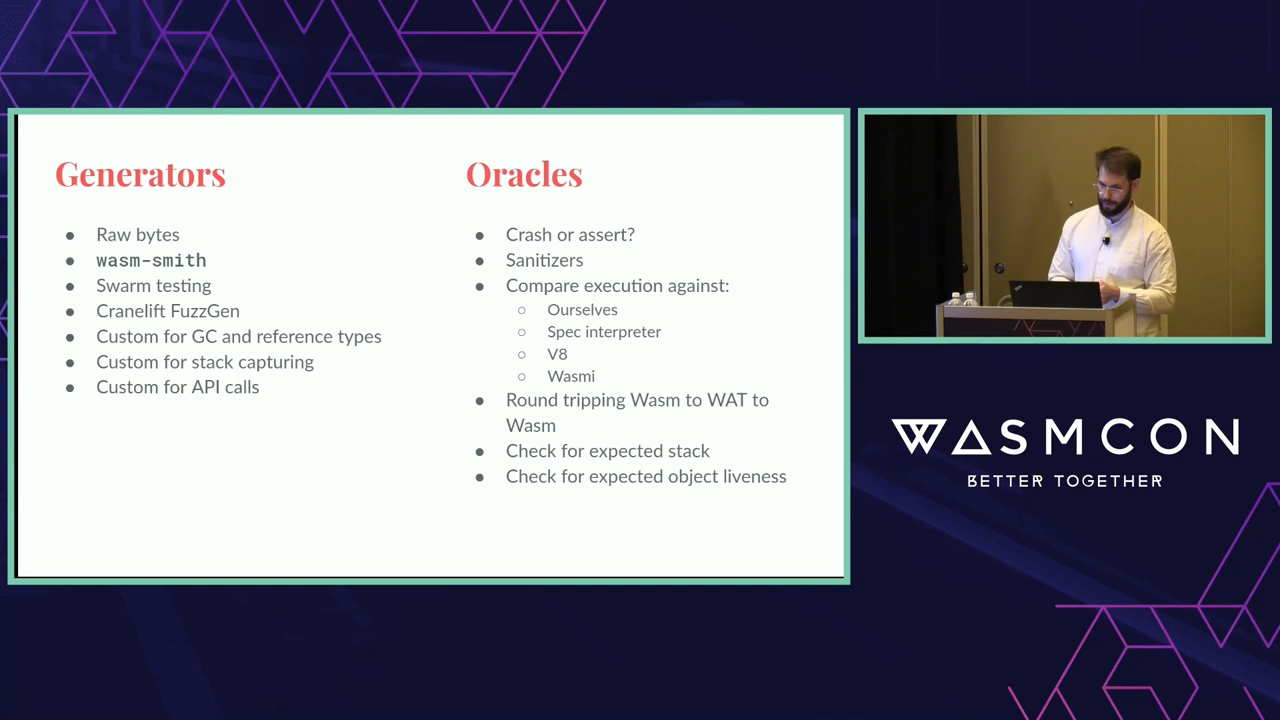 Generators
● Raw bytes
● wasm-smith
● Swarm testing
● Cranelift FuzzGen
● Custom for GC and reference types
● Custom for stack capturing
● Custom for API calls
Oracles
● Crash or assert?
● Sanitizers
● Compare execution against:
○ Ourselves
○ Spec interpreter
○ V8
○ Wasmi
● Round tripping Wasm to WAT to
Wasm
● Check for expected stack
● Check for expected object liveness
WASMCON
BETTER TOGETHER